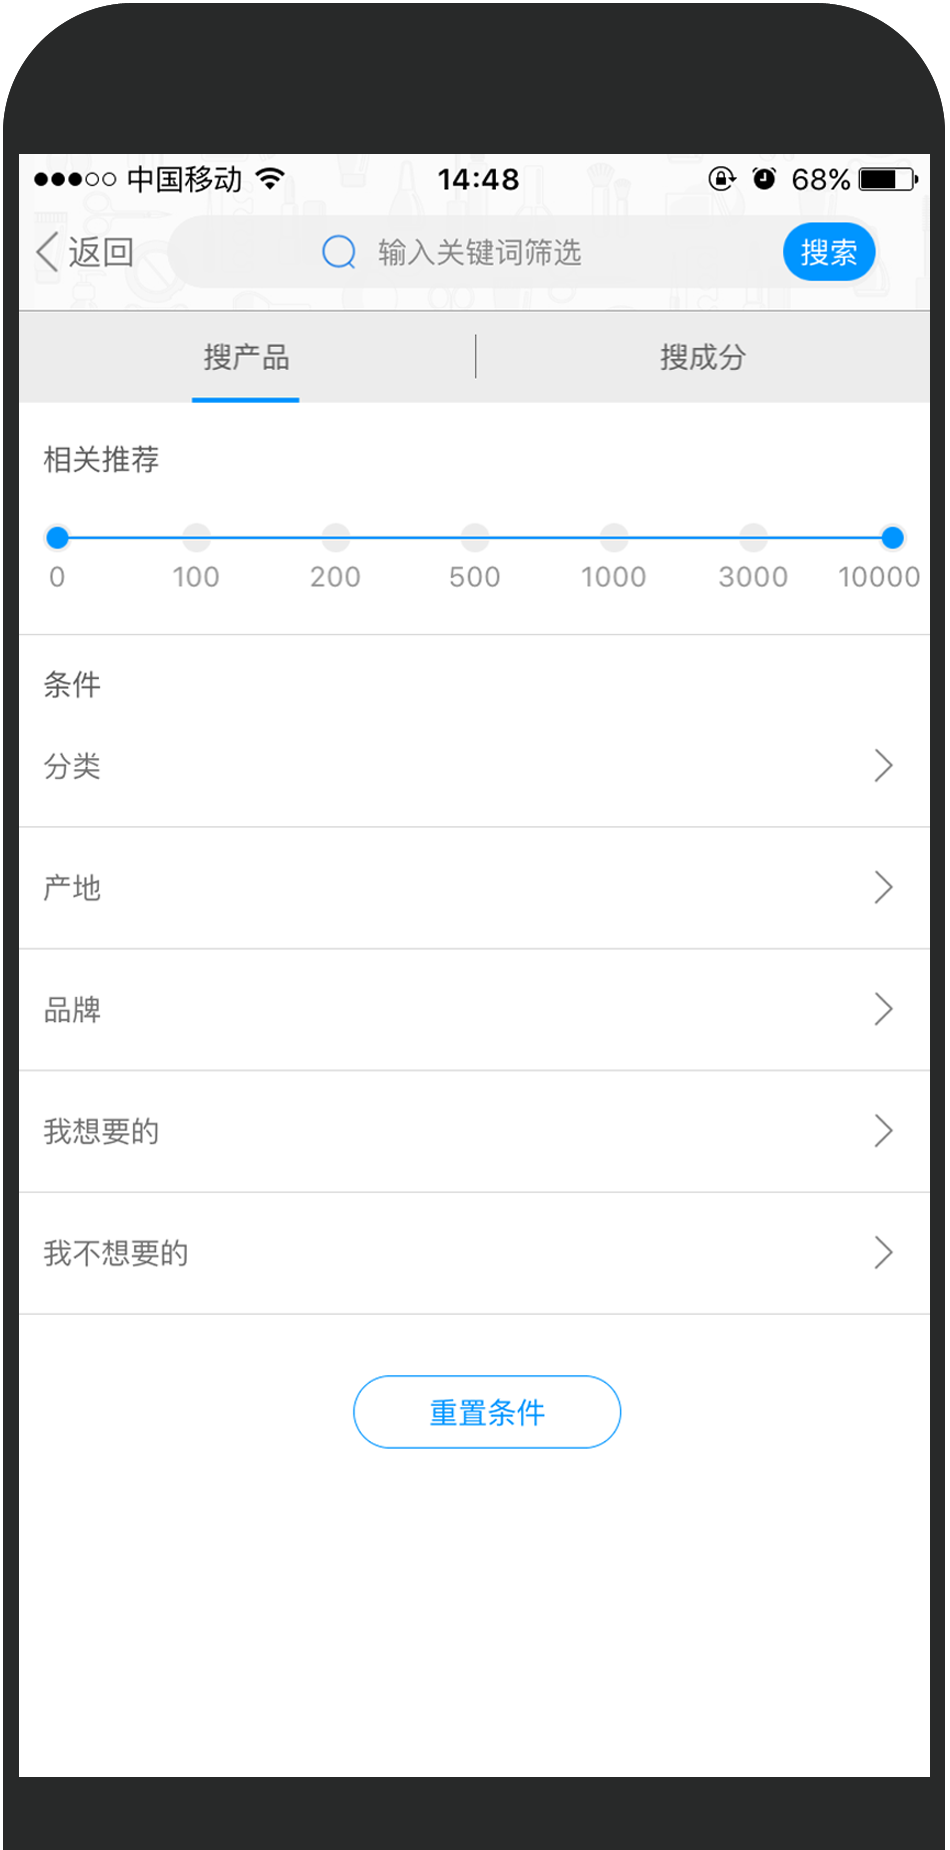 中国移动 14:48 68%
返回 输入关键词筛选 搜索
搜产品 搜成分
相关推荐
0 100 200 500 1000 3000 10000
条件
分类
产地
品牌
我想要的
我不想要的
重置条件